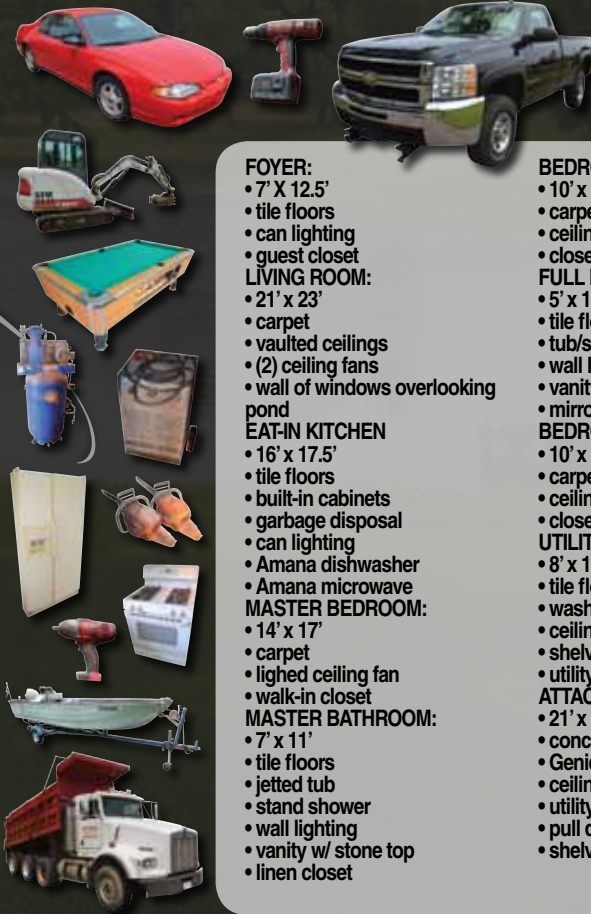 FOYER:
• 7' X 12.5'
• tile floors
• can lighting
• guest closet
LIVING ROOM:
• 21' x 23'
• carpet
• vaulted ceilings
• (2) ceiling fans
• wall of windows overlooking
pond
EAT-IN KITCHEN
• 16' x 17.5'
• tile floors
• built-in cabinets
• garbage disposal
• can lighting
• Amana dishwasher
• Amana microwave
MASTER BEDROOM:
• 14' x 17'
• carpet
• lighed ceiling fan
• walk-in closet
MASTER BATHROOM:
• 7' x 11'
• tile floors
• jetted tub
• stand shower
• wall lighting
• vanity w/ stone top
• linen closet
• 10' x
FULL
• 5' x
• tile
• wall
• 10' x
• 8' x
• tile
• 21' x
• utility
• pull